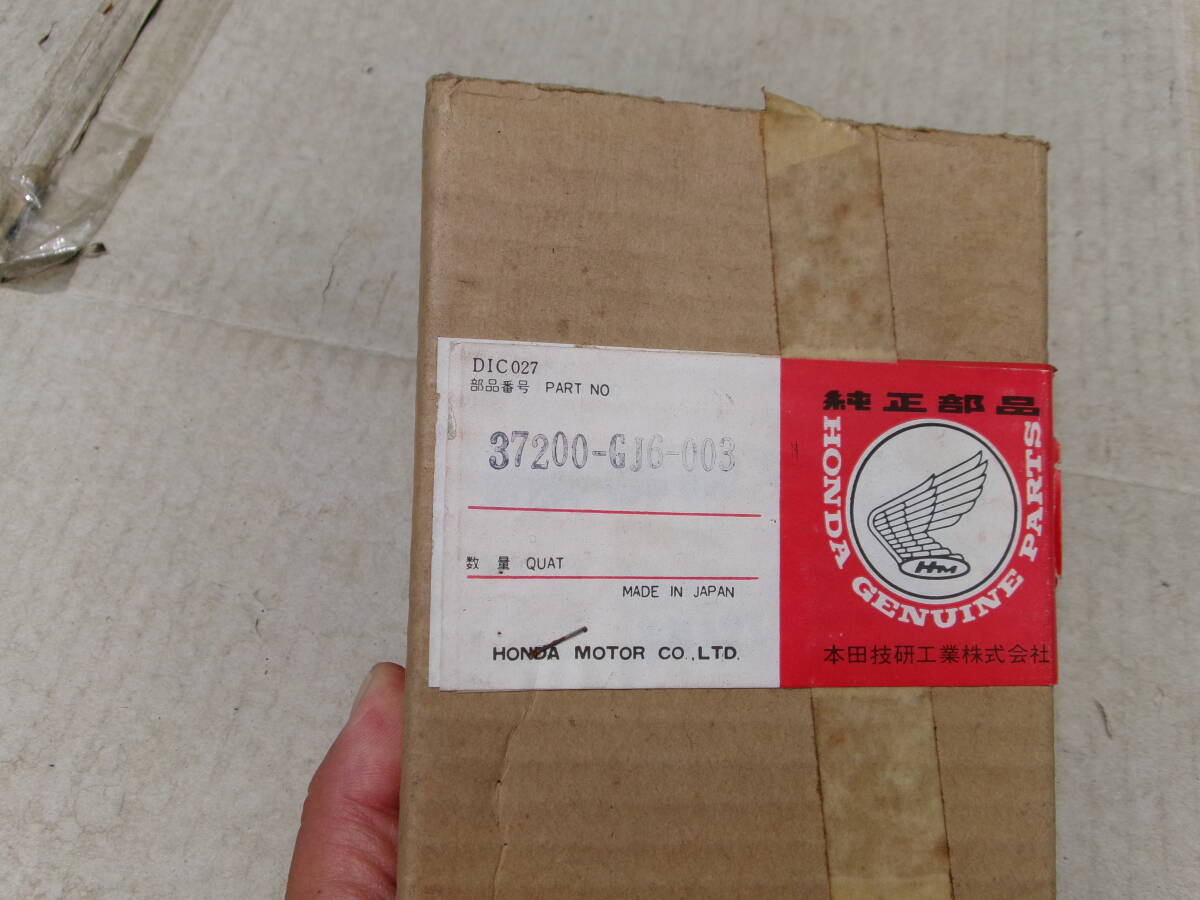 DIC027
部品番号 PART NO
37200-GJ6-003
数量 QUAT
MADE IN JAPAN
HONDA MOTOR CO.,LTD.
純正部品
HONDA GENUINE PARTS
HM
本田技研工業株式会社